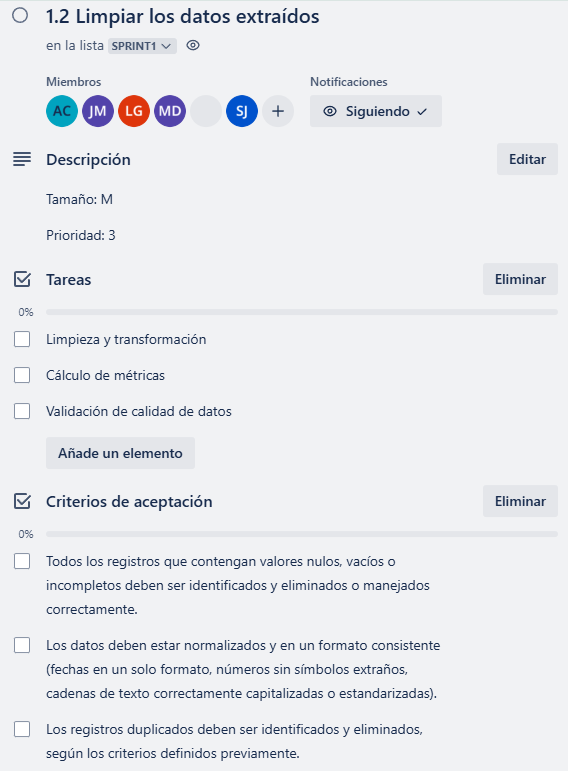 1.2 Limpiar los datos extraídos
en la lista SPRINT1
Miembros
Notificaciones
AC JM LG MD SJ +
Siguiendo
Descripción
Editar
Tamaño: M
Prioridad: 3
Tareas
Eliminar
0%
Limpieza y transformación
Cálculo de métricas
Validación de calidad de datos
Añade un elemento
Criterios de aceptación
Eliminar
0%
Todos los registros que contengan valores nulos, vacíos o
incompletos deben ser identificados y eliminados o manejados
correctamente.
Los datos deben estar normalizados y en un formato consistente
(fechas en un solo formato, números sin símbolos extraños,
cadenas de texto correctamente capitalizadas o estandarizadas).
Los registros duplicados deben ser identificados y eliminados,
según los criterios definidos previamente.